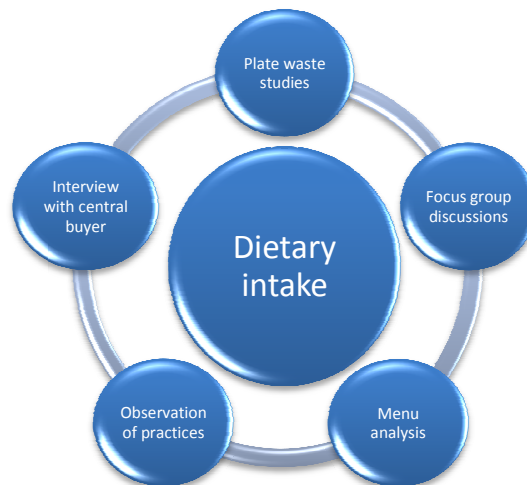 Plate waste
studies
Focus group
discussions
Menu
analysis
Observation
of practices
Interview
with central
buyer
Dietary
intake